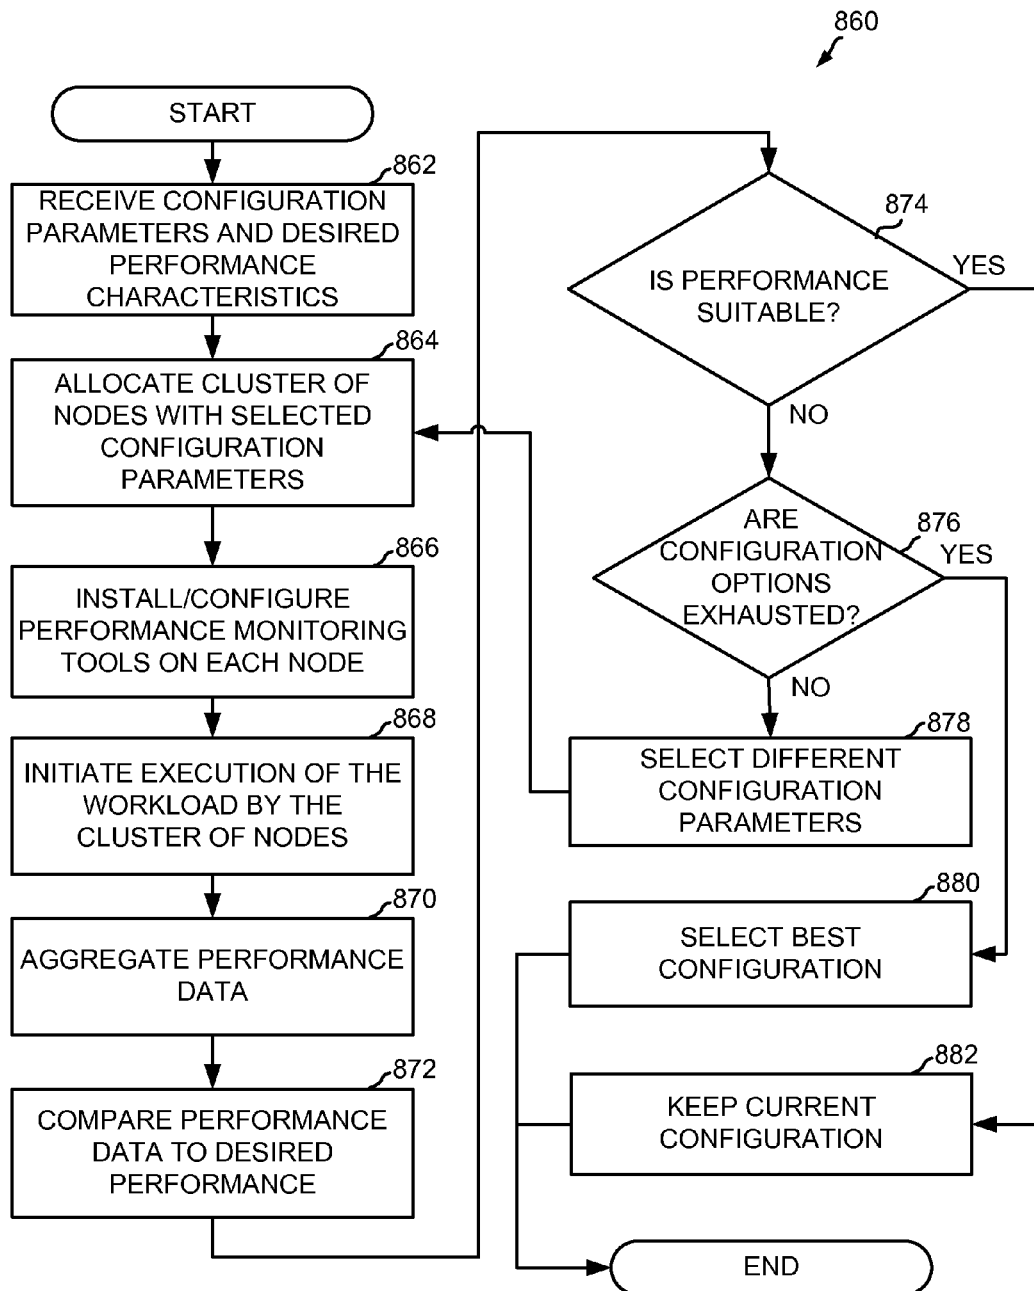 860
START
862
RECEIVE CONFIGURATION
PARAMETERS AND DESIRED
PERFORMANCE
CHARACTERISTICS
864
ALLOCATE CLUSTER OF
NODES WITH SELECTED
CONFIGURATION
PARAMETERS
866
INSTALL/CONFIGURE
PERFORMANCE MONITORING
TOOLS ON EACH NODE
868
INITIATE EXECUTION OF THE
WORKLOAD BY THE
CLUSTER OF NODES
870
AGGREGATE PERFORMANCE
DATA
872
COMPARE PERFORMANCE
DATA TO DESIRED
PERFORMANCE
874
IS PERFORMANCE
SUITABLE?
YES
NO
876
ARE
CONFIGURATION
OPTIONS
EXHAUSTED?
YES
NO
878
SELECT DIFFERENT
CONFIGURATION
PARAMETERS
880
SELECT BEST
CONFIGURATION
882
KEEP CURRENT
CONFIGURATION
END